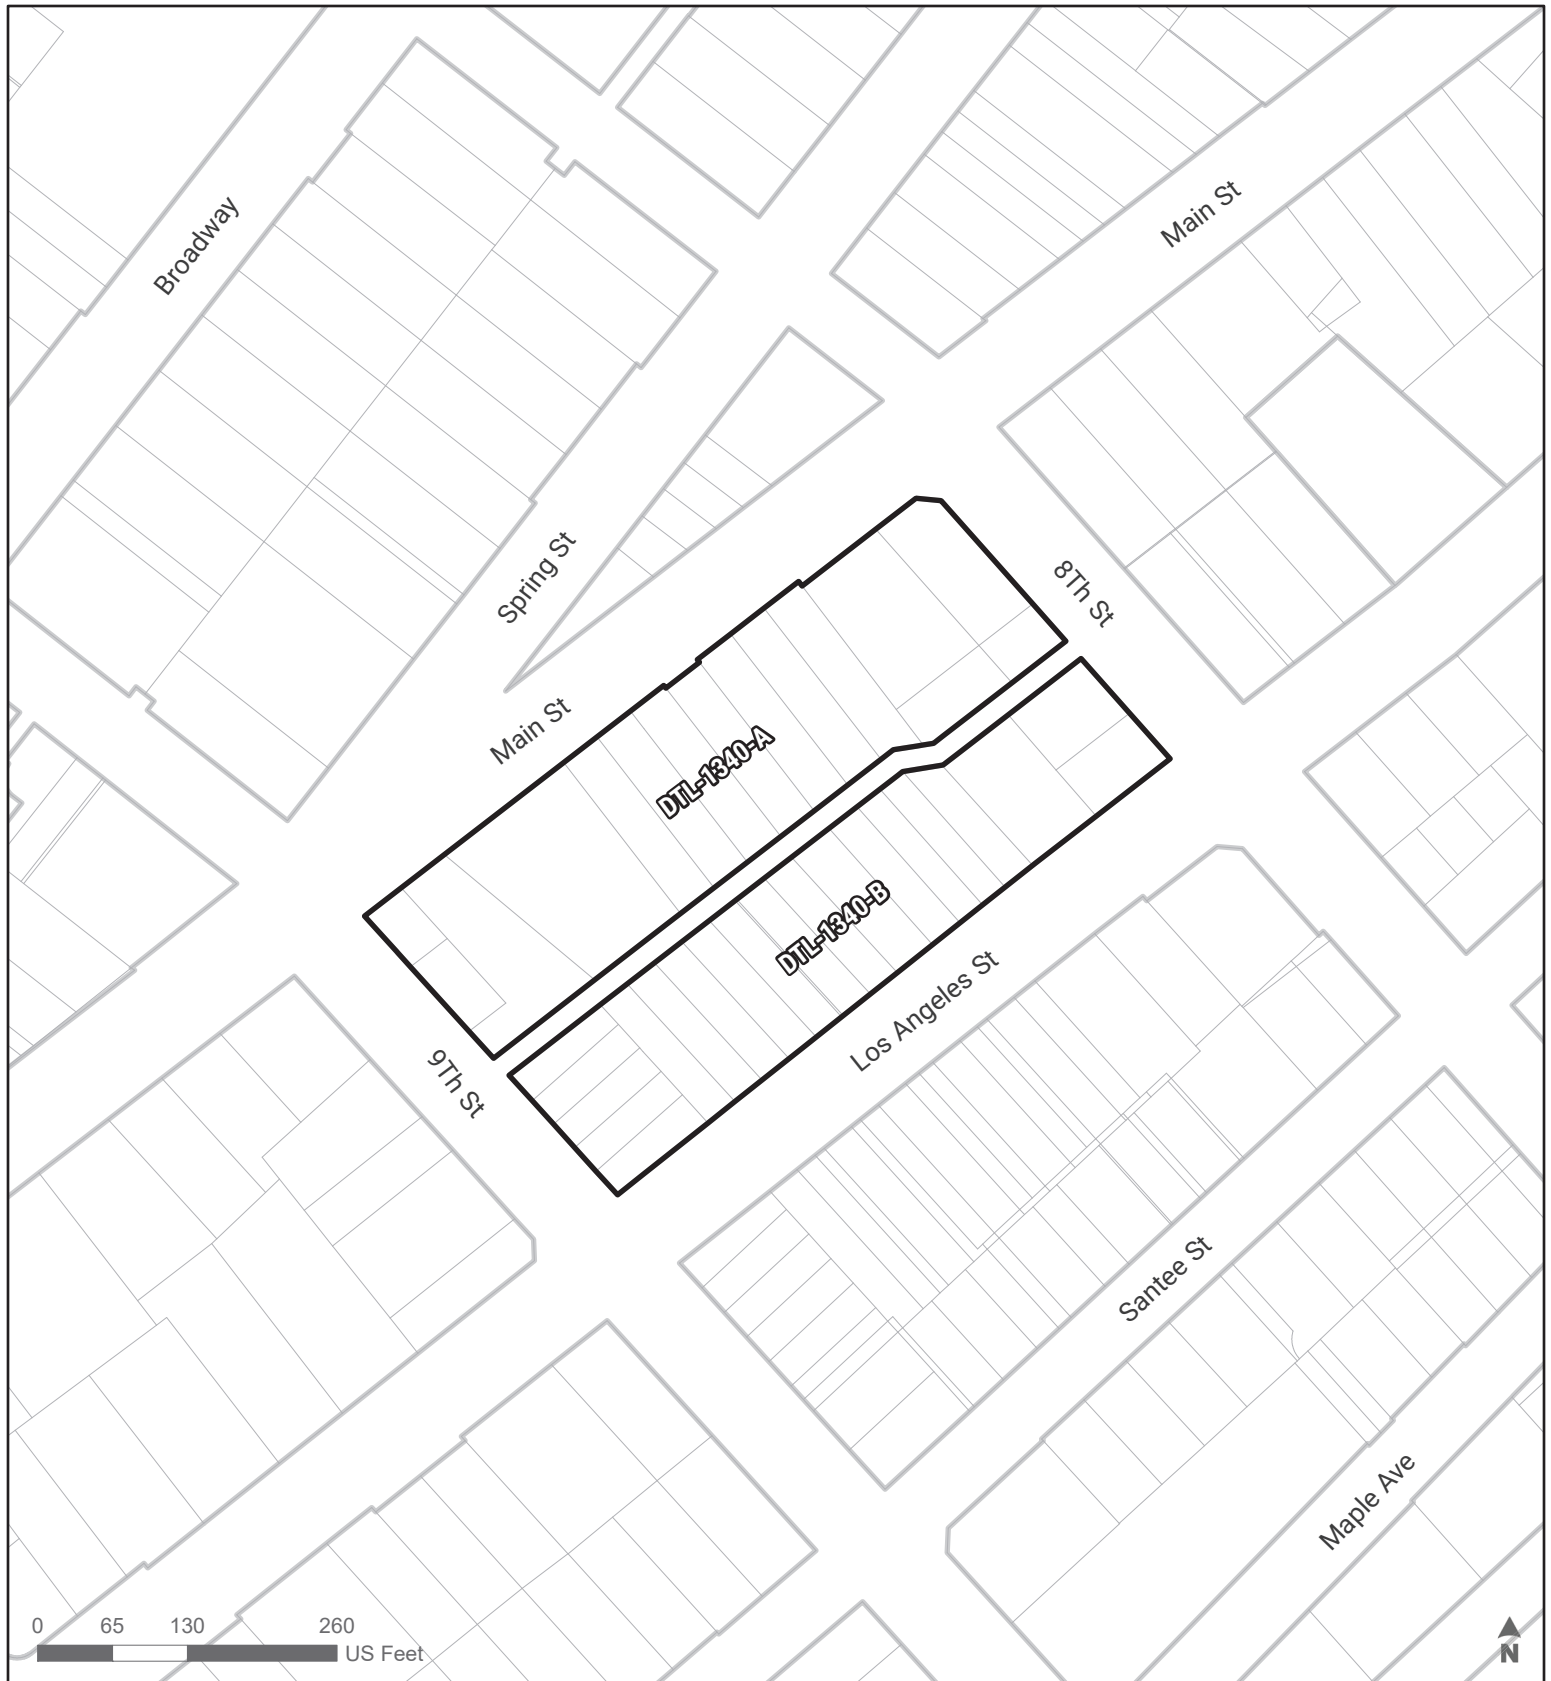 Broadway
Main St
Spring St
8Th St
Main St
DTL-1340-A
DTL-1340-B
Los Angeles St
9Th St
Santee St
Maple Ave
0 65 130 260
US Feet
N